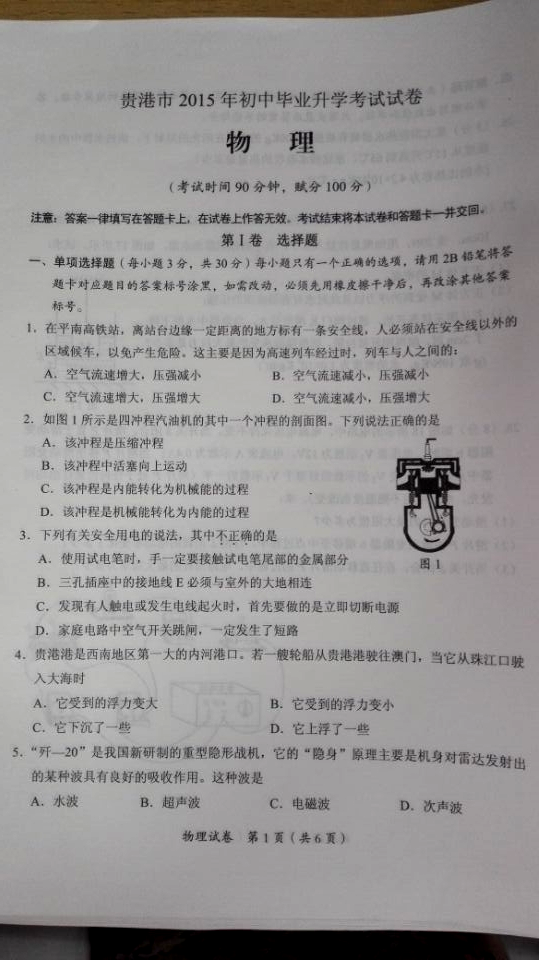 贵港市 2015 年初中毕业升学考试试卷
物 理
(考试时间 90 分钟，赋分 100 分)
注意：答案一律填写在答题卡上，在试卷上作答无效。考试结束将本试卷和答题卡一并交回。
第 I 卷 选择题
一、单项选择题（每小题 3 分，共 30 分）每小题只有一个正确的选项，请用 2B 铅笔将答
题卡对应题目的答案标号涂黑，如需改动，必须先用橡皮擦干净后，再改涂其他答案
标号。
1．在平南高铁站，离站台边缘一定距离的地方标有一条安全线，人必须站在安全线以外的
区域候车，以免产生危险。这主要是因为高速列车经过时，列车与人之间的：
A．空气流速增大，压强减小 B．空气流速减小，压强减小
C．空气流速增大，压强增大 D．空气流速减小，压强增大
2．如图 1 所示是四冲程汽油机的其中一个冲程的剖面图。下列说法正确的是
A．该冲程是压缩冲程
B．该冲程中活塞向上运动
C．该冲程是内能转化为机械能的过程
D．该冲程是机械能转化为内能的过程
图 1
3．下列有关安全用电的说法，其中不正确的是
A．使用试电笔时，手一定要接触试电笔尾部的金属部分
B．三孔插座中的接地线 E 必须与室外的大地相连
C．发现有人触电或发生电线起火时，首先要做的是立即切断电源
D．家庭电路中空气开关跳闸，一定发生了短路
4．贵港港是西南地区第一大的内河港口。若一艘轮船从贵港港驶往澳门，当它从珠江口驶
入大海时
A．它受到的浮力变大 B．它受到的浮力变小
C．它下沉了一些 D．它上浮了一些
5．“歼—20”是我国新研制的重型隐形战机，它的“隐身”原理主要是机身对雷达发射出
的某种波具有良好的吸收作用。这种波是
A．水波 B．超声波 C．电磁波 D．次声波
物理试卷 第 1 页（共 6 页）